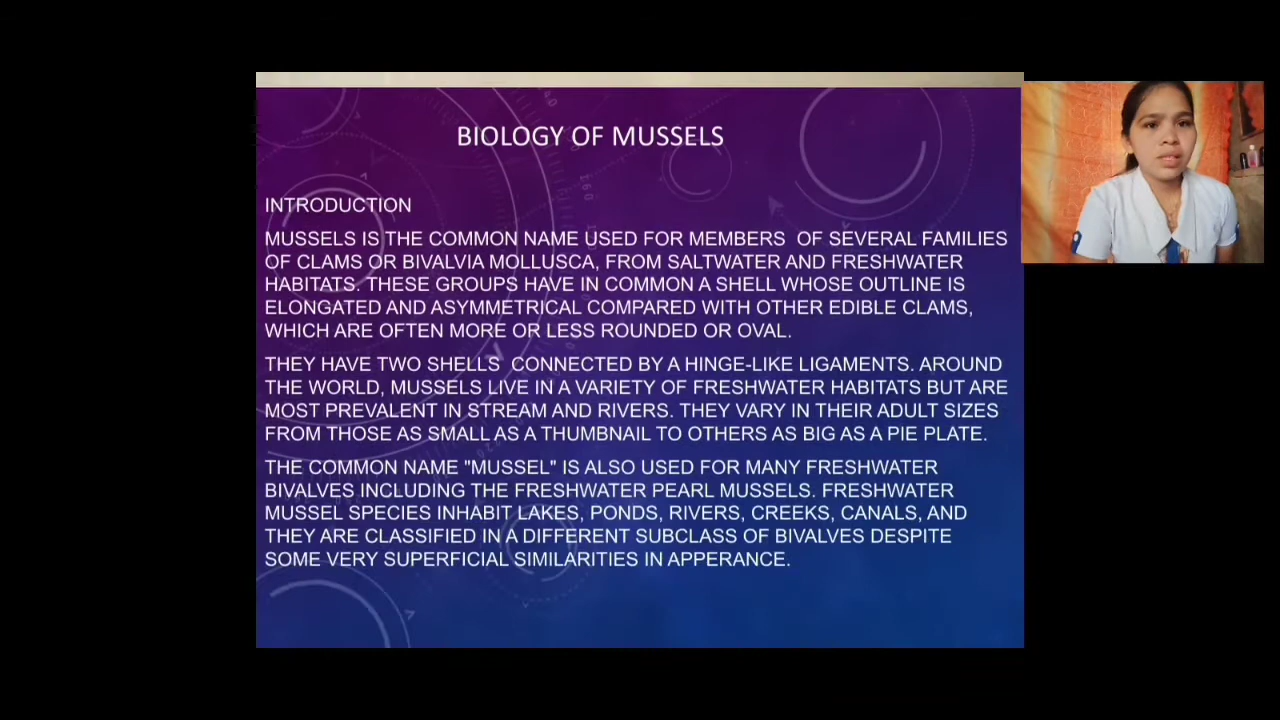 BIOLOGY OF MUSSELS
INTRODUCTION
MUSSELS IS THE COMMON NAME USED FOR MEMBERS OF SEVERAL FAMILIES
OF CLAMS OR BIVALVIA MOLLUSCA, FROM SALTWATER AND FRESHWATER
HABITATS. THESE GROUPS HAVE IN COMMON A SHELL WHOSE OUTLINE IS
ELONGATED AND ASYMMETRICAL COMPARED WITH OTHER EDIBLE CLAMS,
WHICH ARE OFTEN MORE OR LESS ROUNDED OR OVAL.
THEY HAVE TWO SHELLS CONNECTED BY A HINGE-LIKE LIGAMENTS. AROUND
THE WORLD, MUSSELS LIVE IN A VARIETY OF FRESHWATER HABITATS BUT ARE
MOST PREVALENT IN STREAM AND RIVERS. THEY VARY IN THEIR ADULT SIZES
FROM THOSE AS SMALL AS A THUMBNAIL TO OTHERS AS BIG AS A PIE PLATE.
THE COMMON NAME "MUSSEL" IS ALSO USED FOR MANY FRESHWATER
BIVALVES INCLUDING THE FRESHWATER PEARL MUSSELS. FRESHWATER
MUSSEL SPECIES INHABIT LAKES, PONDS, RIVERS, CREEKS, CANALS, AND
THEY ARE CLASSIFIED IN A DIFFERENT SUBCLASS OF BIVALVES DESPITE
SOME VERY SUPERFICIAL SIMILARITIES IN APPERANCE.